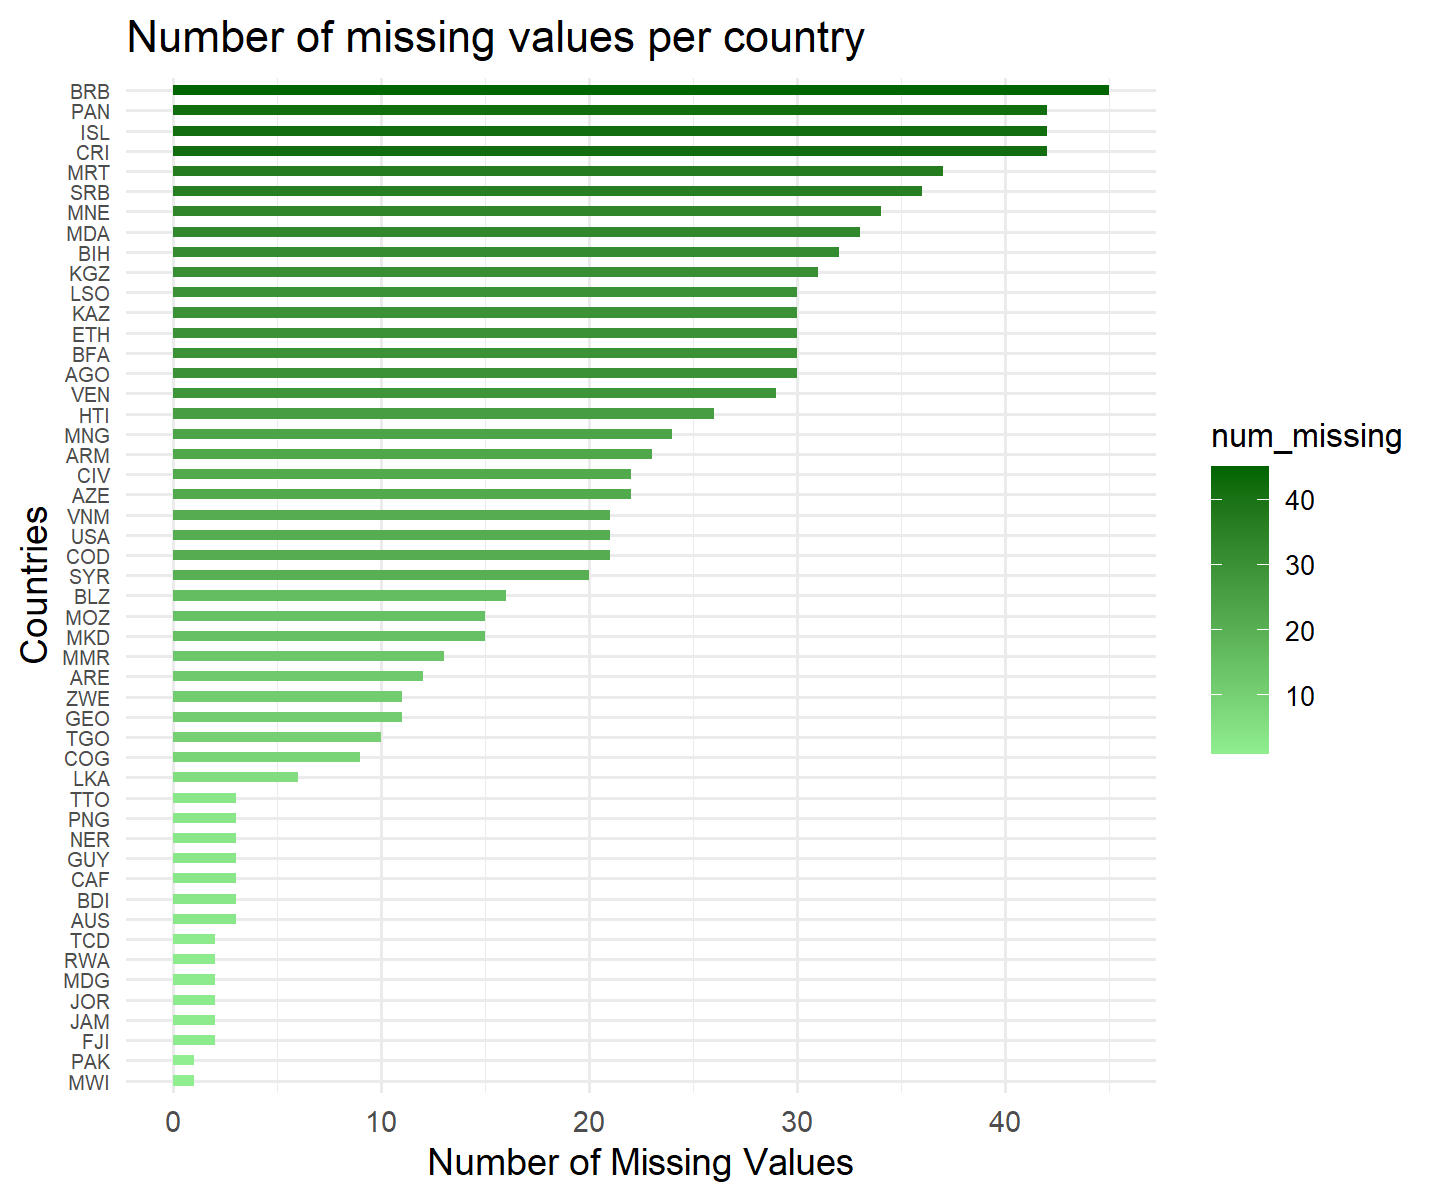 Number of missing values per country
BRB
PAN
ISL
CRI
MRT
SRB
MNE
MDA
BIH
KGZ
LSO
KAZ
ETH
BFA
AGO
VEN
HTI
MNG
ARM
CIV
AZE
VNM
USA
COD
SYR
BLZ
MOZ
MKD
MMR
ARE
ZWE
GEO
TGO
COG
LKA
TTO
PNG
NER
GUY
CAF
BDI
AUS
TCD
RWA
MDG
JOR
JAM
FJI
PAK
MWI
Countries
0 10 20 30 40
Number of Missing Values
num_missing
40
30
20
10